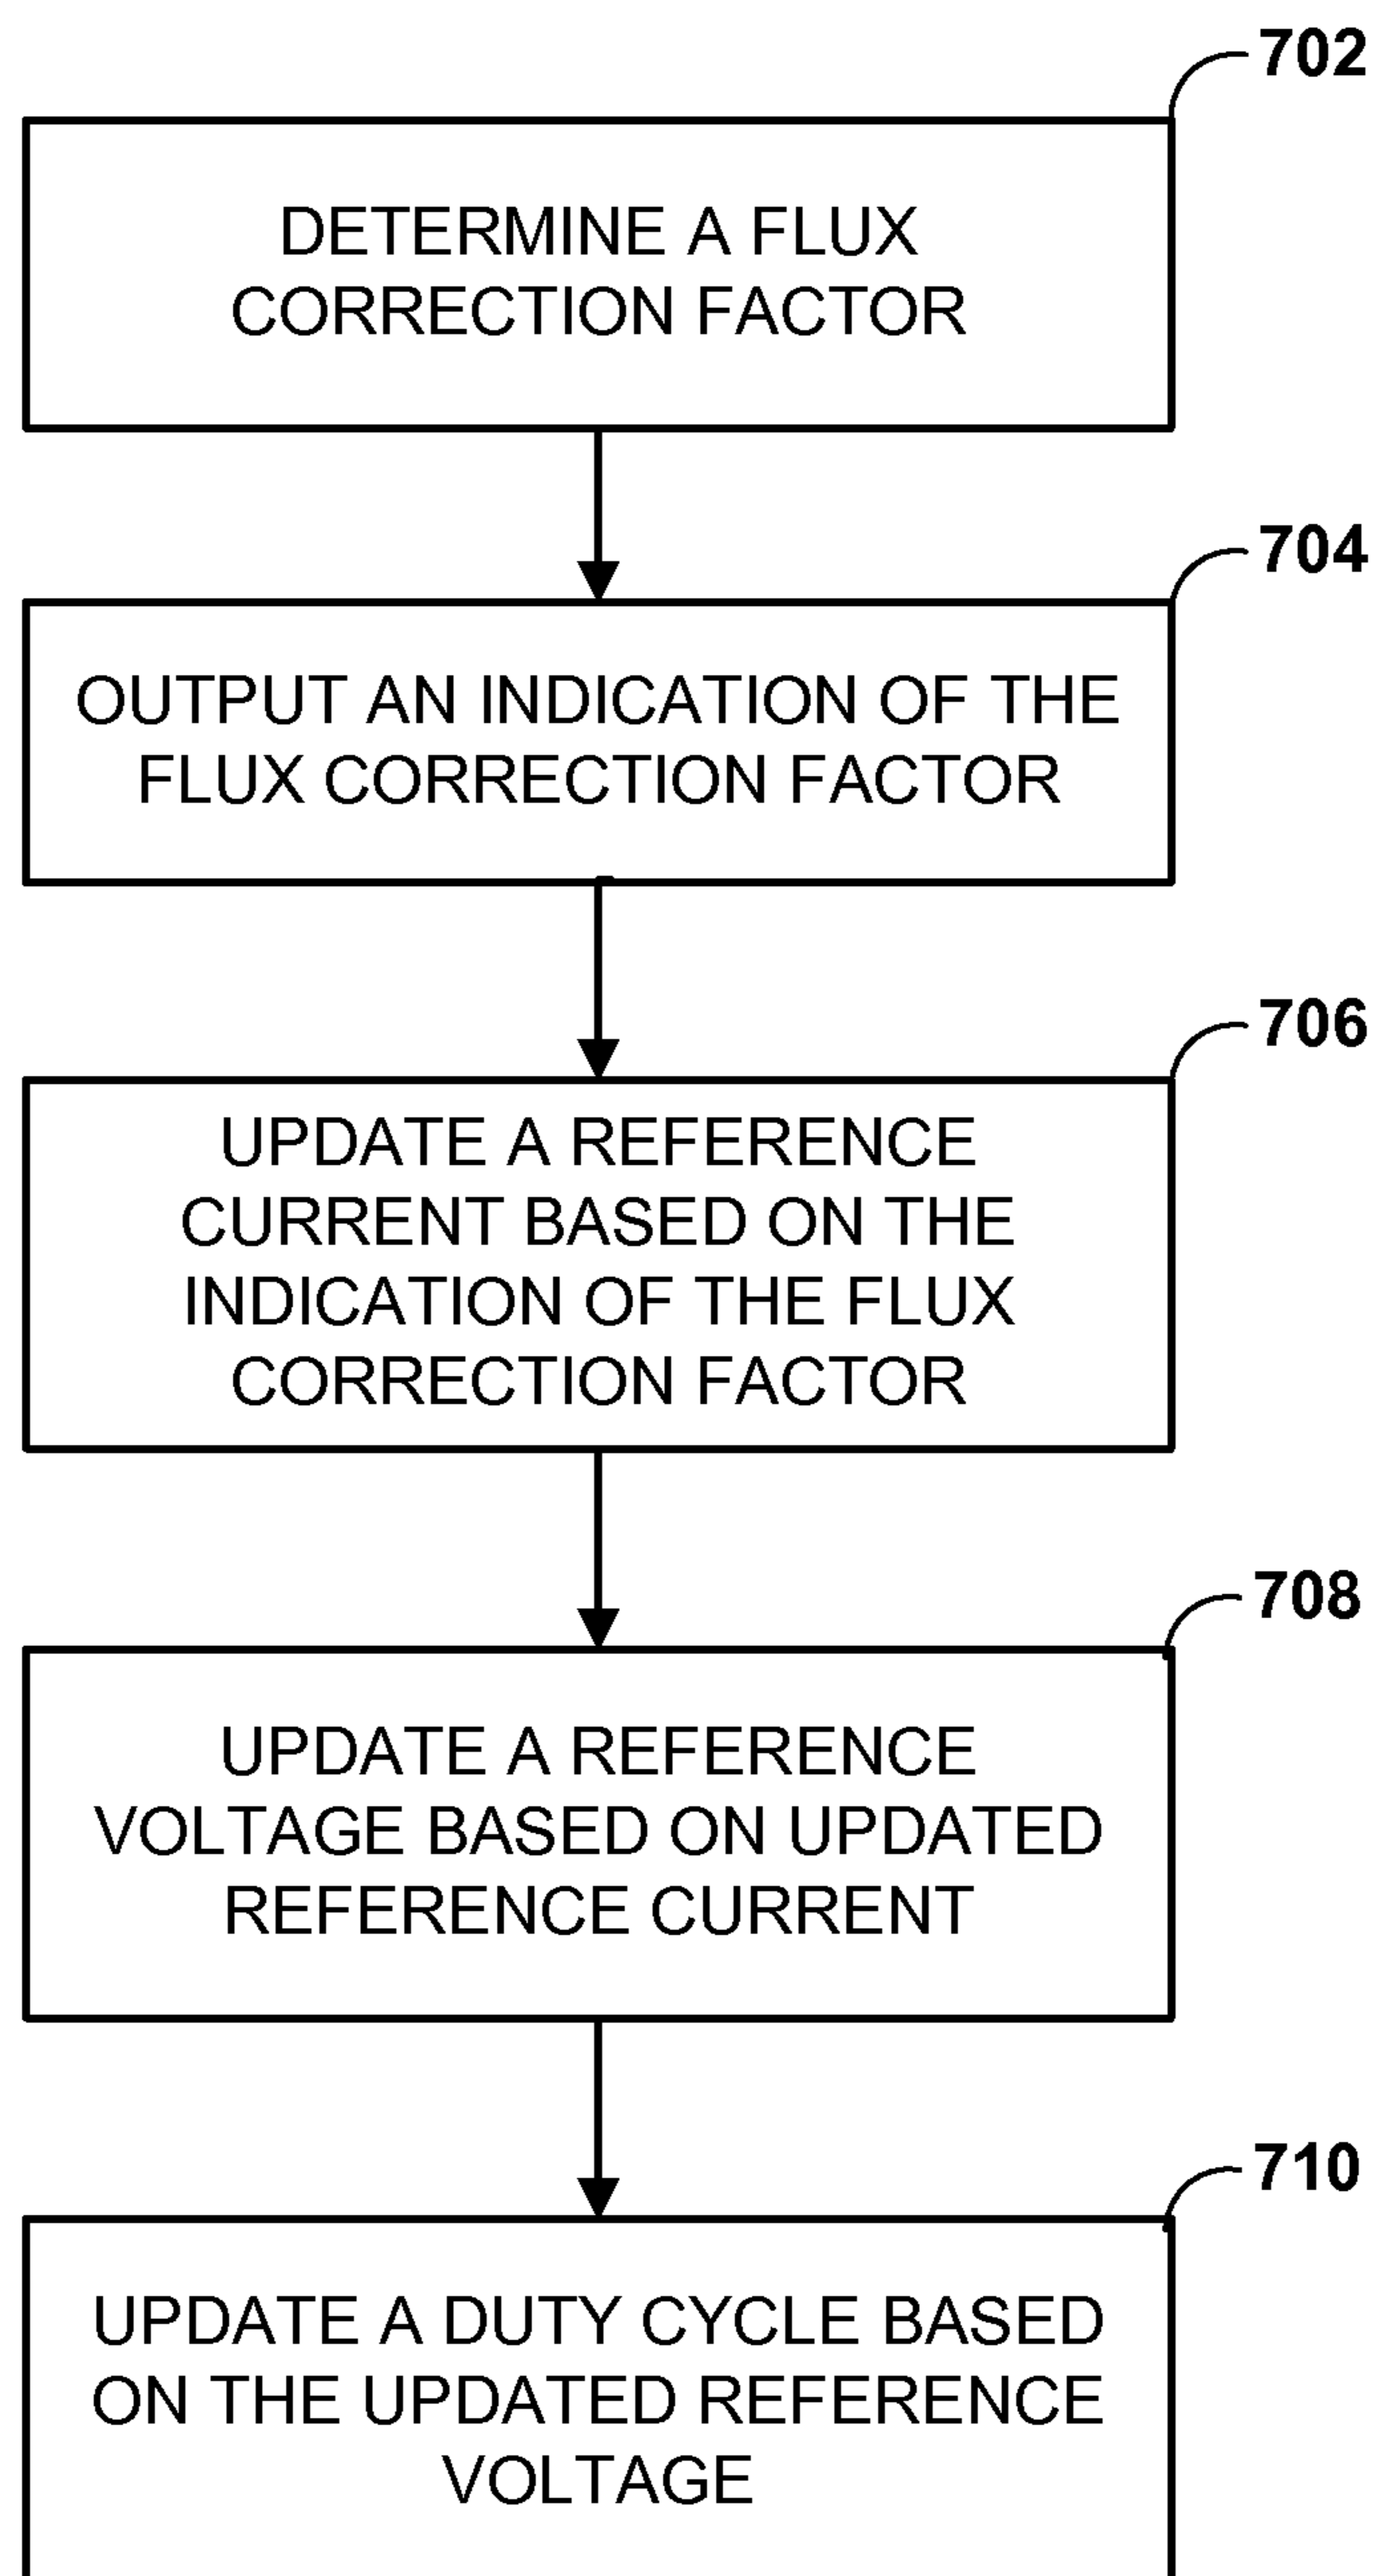 702
DETERMINE A FLUX
CORRECTION FACTOR
704
OUTPUT AN INDICATION OF THE
FLUX CORRECTION FACTOR
706
UPDATE A REFERENCE
CURRENT BASED ON THE
INDICATION OF THE FLUX
CORRECTION FACTOR
708
UPDATE A REFERENCE
VOLTAGE BASED ON UPDATED
REFERENCE CURRENT
710
UPDATE A DUTY CYCLE BASED
ON THE UPDATED REFERENCE
VOLTAGE